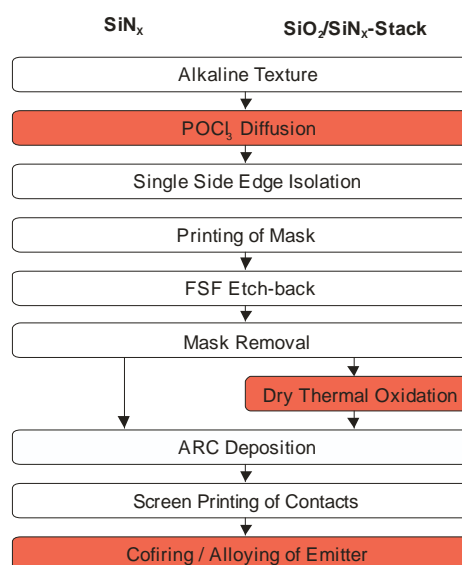 SiNₓ SiO₂/SiNₓ-Stack
Alkaline Texture
POCl₃ Diffusion
Single Side Edge Isolation
Printing of Mask
FSF Etch-back
Mask Removal
Dry Thermal Oxidation
ARC Deposition
Screen Printing of Contacts
Cofiring / Alloying of Emitter